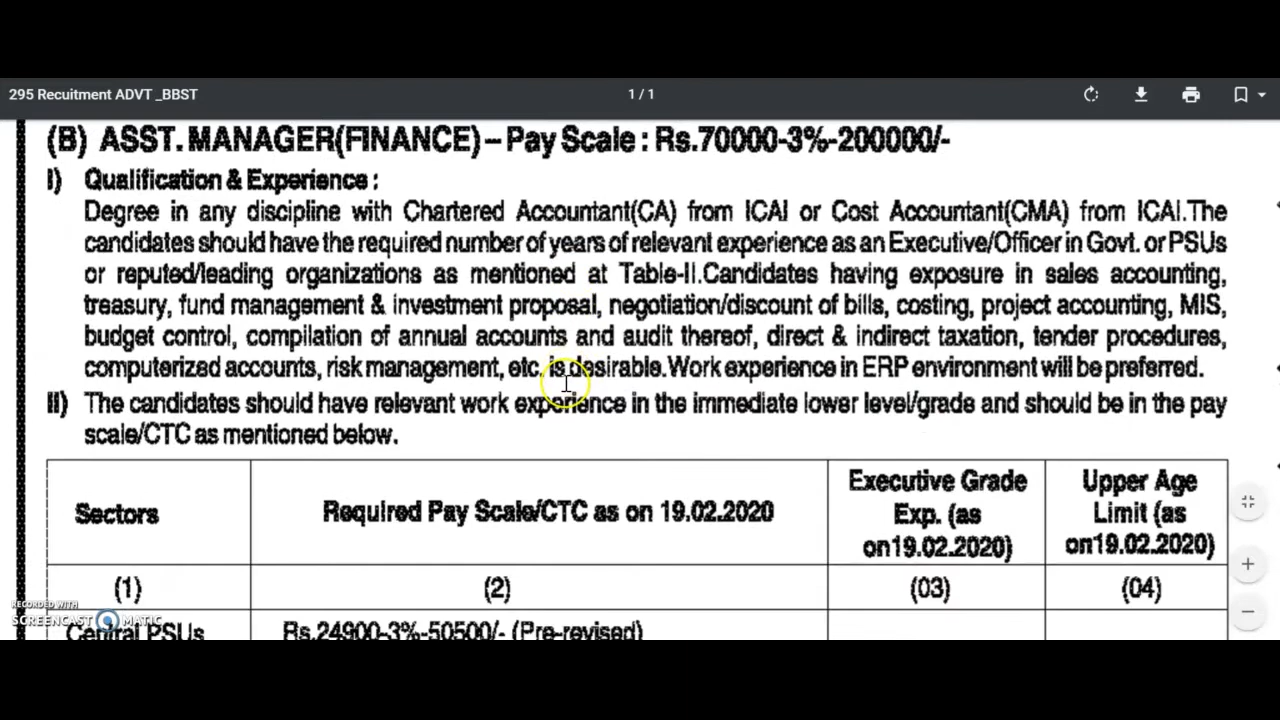 295 Recuitment ADVT _BBST
1 / 1
(B) ASST. MANAGER(FINANCE) – Pay Scale : Rs.70000-3%-200000/-
I) Qualification & Experience :
Degree in any discipline with Chartered Accountant(CA) from ICAI or Cost Accountant(CMA) from ICAI.The
candidates should have the required number of years of relevant experience as an Executive/Officer in Govt. or PSUs
or reputed/leading organizations as mentioned at Table-II.Candidates having exposure in sales accounting,
treasury, fund management & investment proposal, negotiation/discount of bills, costing, project accounting, MIS,
budget control, compilation of annual accounts and audit thereof, direct & indirect taxation, tender procedures,
computerized accounts, risk management, etc. is desirable.Work experience in ERP environment will be preferred.
II) The candidates should have relevant work experience in the immediate lower level/grade and should be in the pay
scale/CTC as mentioned below.
Sectors
Required Pay Scale/CTC as on 19.02.2020
Executive Grade
Exp. (as
on19.02.2020)
Upper Age
Limit (as
on19.02.2020)
(1)
(2)
(03)
(04)
Central PSUs
Rs.24900-3%-50500/- (Pre-revised)
RECORDED WITH
SCREENCAST MATIC